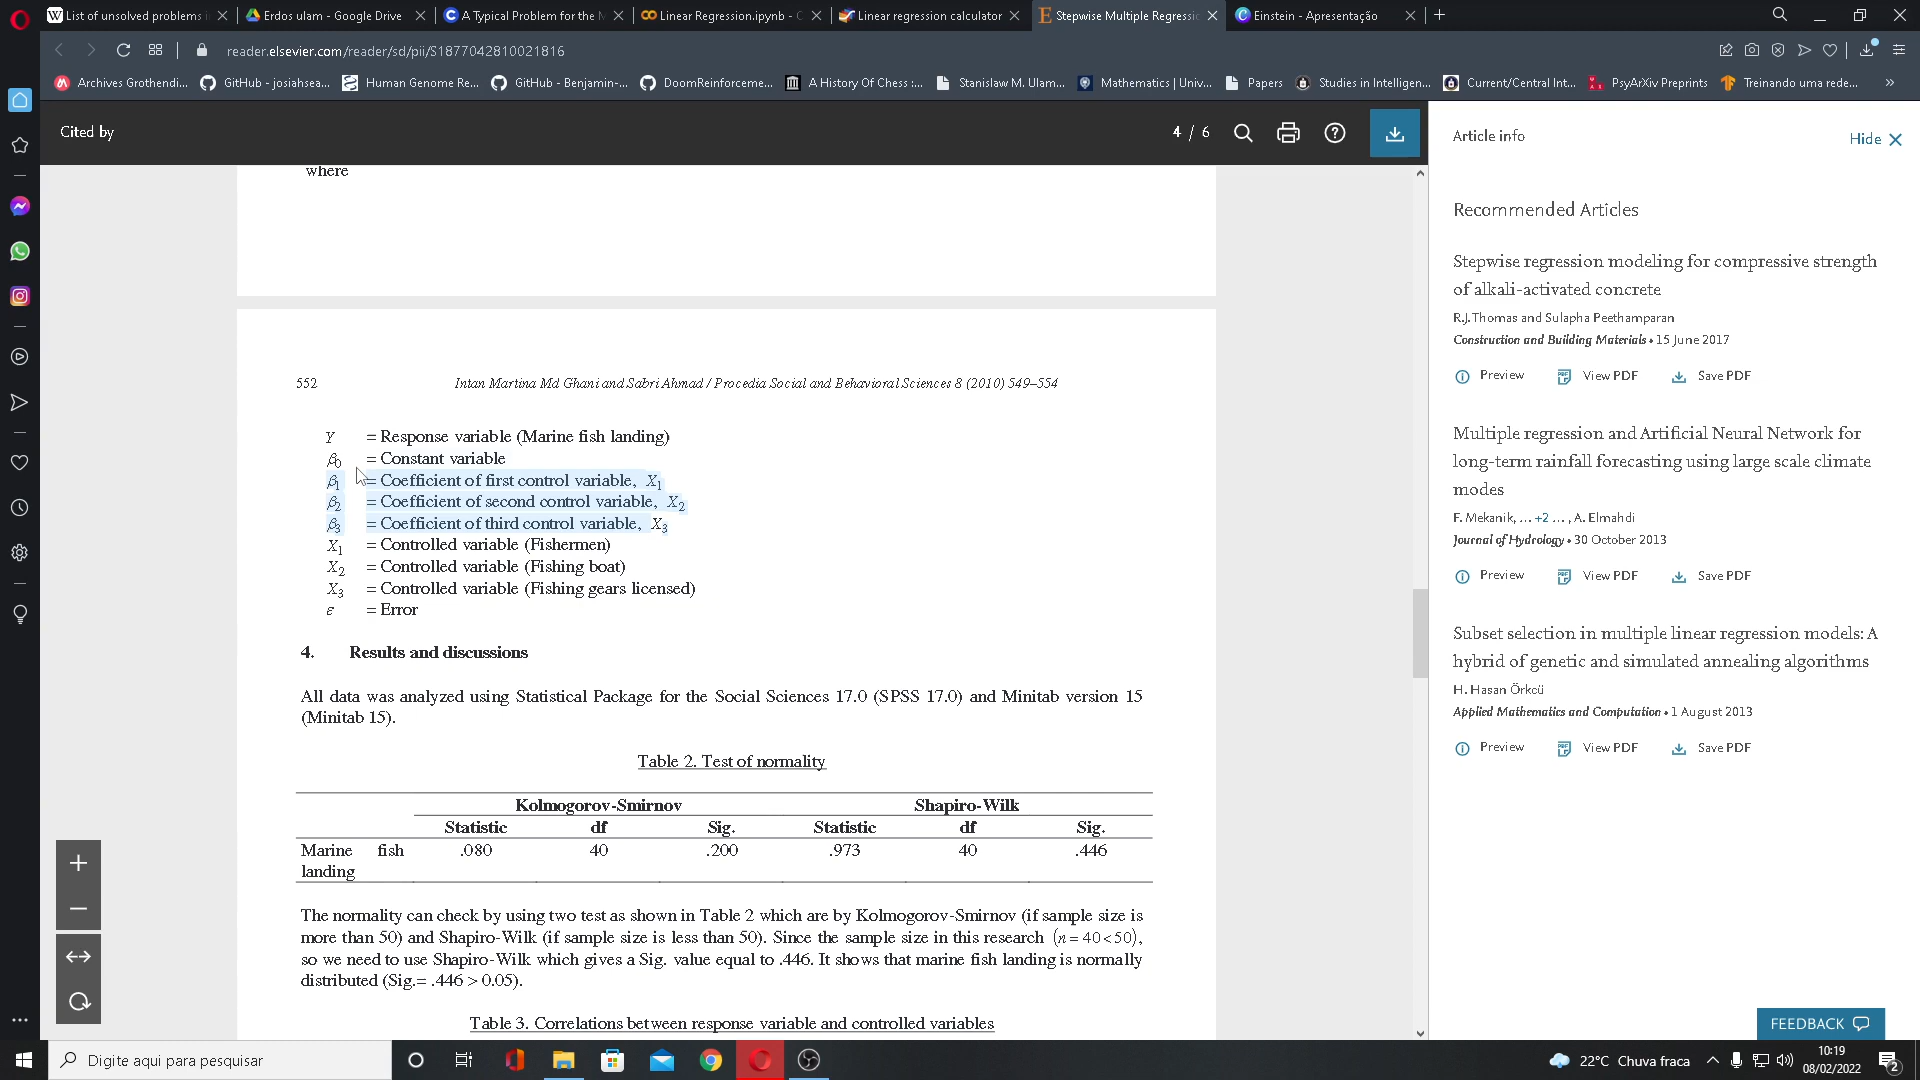 List of unsolved problems i
Erdos ulam - Google Drive
A Typical Problem for the M
Linear Regression.ipynb - C
Linear regression calculator
Stepwise Multiple Regressio
Einstein - Apresentação
reader.elsevier.com/reader/sd/pii/S1877042810021816
Archives Grothendi...
GitHub - josiahsea...
Human Genome Re...
GitHub - Benjamin-...
DoomReinforceme...
A History Of Chess :...
Stanislaw M. Ulam...
Mathematics | Univ...
Papers
Studies in Intelligen...
Current/Central Int...
PsyArXiv Preprints
Treinando uma rede...
»
Cited by
4 / 6
where
552 Intan Martina Md Ghani and Sabri Ahmad / Procedia Social and Behavioral Sciences 8 (2010) 549–554
Y = Response variable (Marine fish landing)
β0 = Constant variable
β1 = Coefficient of first control variable, X1
β2 = Coefficient of second control variable, X2
β3 = Coefficient of third control variable, X3
X1 = Controlled variable (Fishermen)
X2 = Controlled variable (Fishing boat)
X3 = Controlled variable (Fishing gears licensed)
ε = Error
4. Results and discussions
All data was analyzed using Statistical Package for the Social Sciences 17.0 (SPSS 17.0) and Minitab version 15
(Minitab 15).
Table 2. Test of normality
Kolmogorov-Smirnov Shapiro-Wilk
Statistic df Sig. Statistic df Sig.
Marine fish .080 40 .200 .973 40 .446
landing
The normality can check by using two test as shown in Table 2 which are by Kolmogorov-Smirnov (if sample size is
more than 50) and Shapiro-Wilk (if sample size is less than 50). Since the sample size in this research (n = 40 < 50),
so we need to use Shapiro-Wilk which gives a Sig. value equal to .446. It shows that marine fish landing is normally
distributed (Sig.= .446 > 0.05).
Table 3. Correlations between response variable and controlled variables
Article info
Hide
Recommended Articles
Stepwise regression modeling for compressive strength
of alkali-activated concrete
R.J.Thomas and Sulapha Peethamparan
Construction and Building Materials • 15 June 2017
Preview View PDF Save PDF
Multiple regression and Artificial Neural Network for
long-term rainfall forecasting using large scale climate
modes
F. Mekanik, ... +2 ... , A. Elmahdi
Journal of Hydrology • 30 October 2013
Preview View PDF Save PDF
Subset selection in multiple linear regression models: A
hybrid of genetic and simulated annealing algorithms
H. Hasan Örkcü
Applied Mathematics and Computation • 1 August 2013
Preview View PDF Save PDF
FEEDBACK
Digite aqui para pesquisar
22°C Chuva fraca
10:19
08/02/2022
2